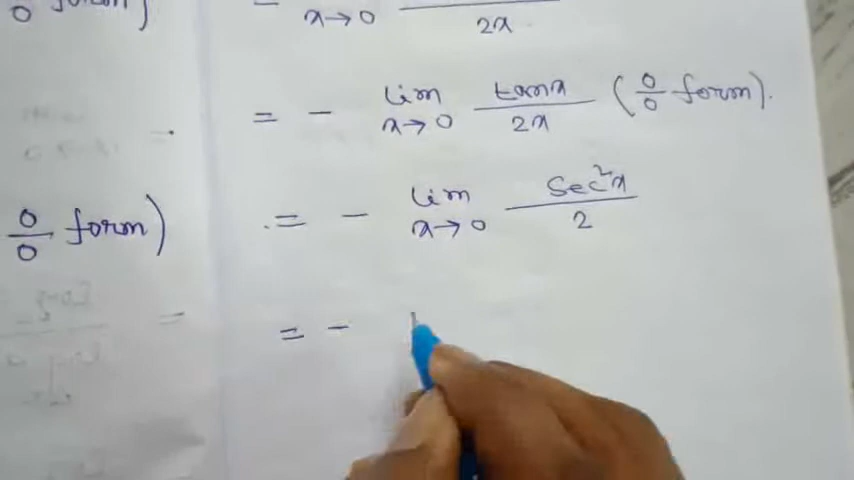 0 form)
- lim x→0 / 2x
= - lim x→0 tanx / 2x (0/0 form).
0/0 form)
= - lim x→0 sec²x / 2
= -